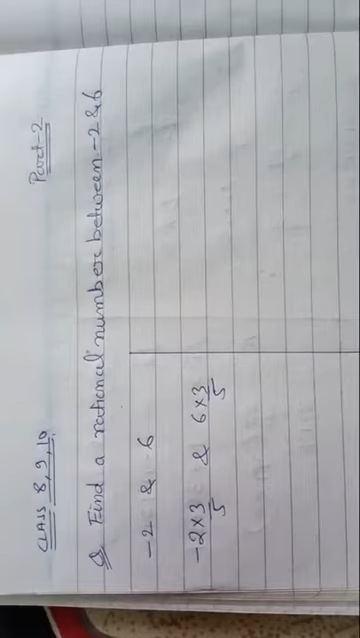 CLASS 8,9,10 Part-2
Q Find a rational number between -2 & 6
-2 & 6
-2×3/5 & 6×3/5